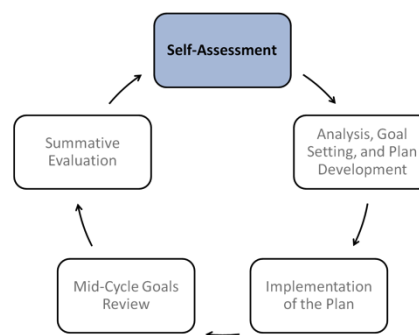 Self-Assessment
Analysis, Goal
Setting, and Plan
Development
Implementation
of the Plan
Mid-Cycle Goals
Review
Summative
Evaluation